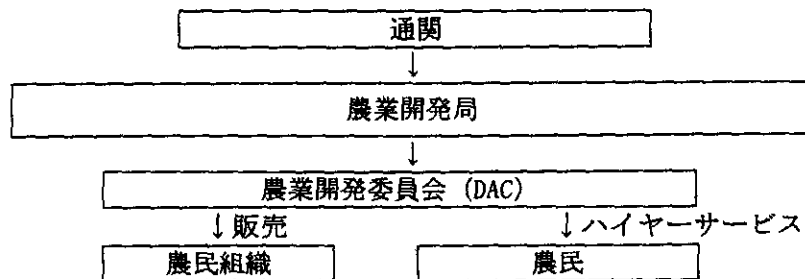 通関
↓
農業開発局
↓
農業開発委員会 (DAC)
↓販売 ↓ハイヤーサービス
農民組織 農民